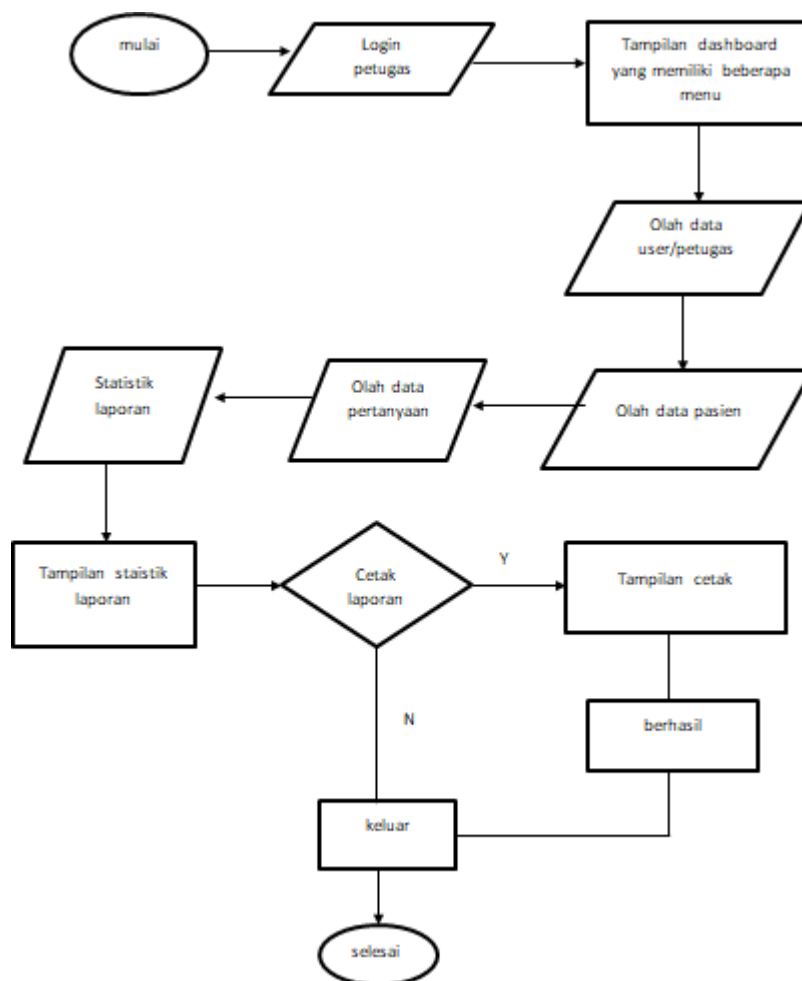 mulai
Login
petugas
Tampilan dashboard
yang memiliki beberapa
menu
Olah data
user/petugas
Statistik
laporan
Olah data
pertanyaan
Olah data pasien
Tampilan staistik
laporan
Cetak
laporan
Y
Tampilan cetak
N
berhasil
keluar
selesai